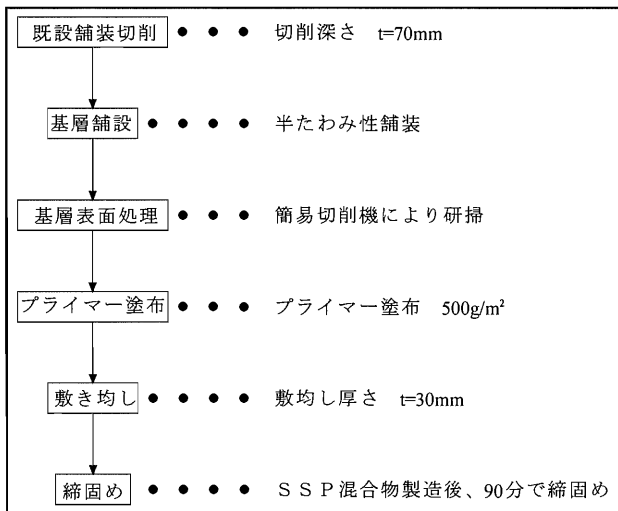 既設舗装切削 ● ● ● 切削深さ t=70mm
基層舗設 ● ● ● ● 半たわみ性舗装
基層表面処理 ● ● ● 簡易切削機により研掃
プライマー塗布 ● ● ● プライマー塗布 500g/m²
敷き均し ● ● ● ● 敷均し厚さ t=30mm
締固め ● ● ● ● ＳＳＰ混合物製造後、90分で締固め